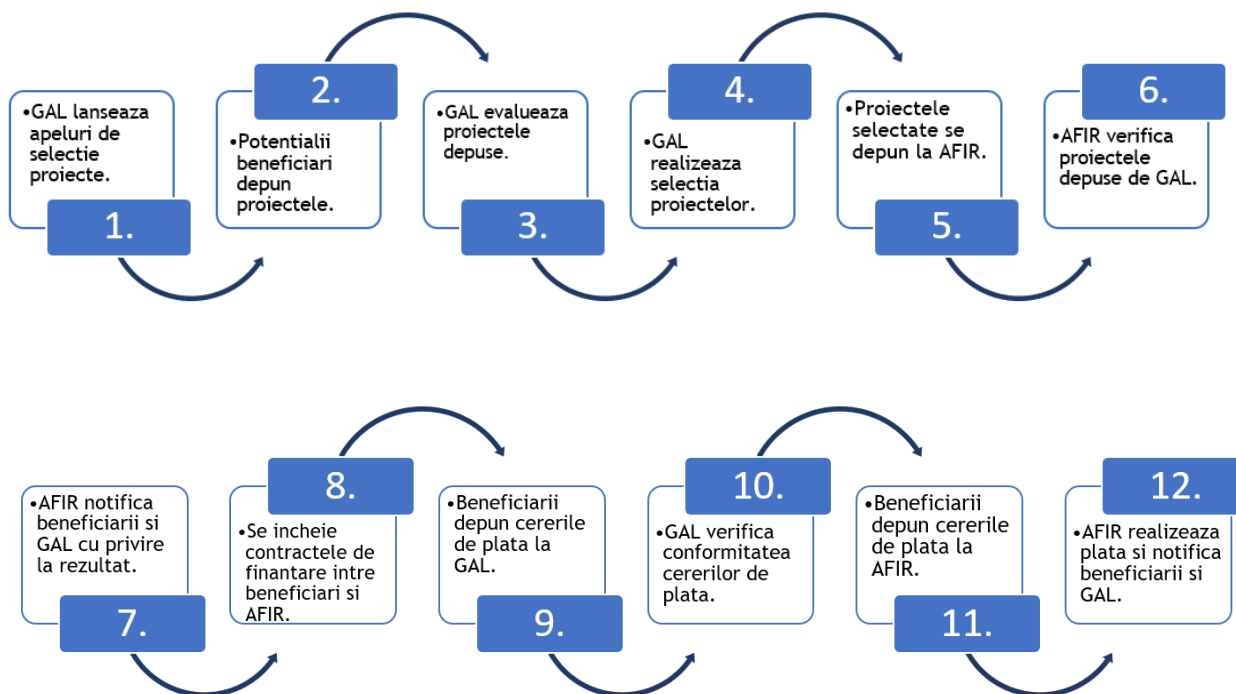 •GAL lanseaza
apeluri de
selectie
proiecte.
1.
2.
•Potentialii
beneficiari
depun
proiectele.
•GAL evalueaza
proiectele
depuse.
3.
4.
•GAL
realizeaza
selectia
proiectelor.
•Proiectele
selectate se
depun la AFIR.
5.
6.
•AFIR verifica
proiectele
depuse de GAL.
•AFIR notifica
beneficiarii si
GAL cu privire
la rezultat.
7.
8.
•Se incheie
contractele de
finantare intre
beneficiari si
AFIR.
•Beneficiarii
depun cererile
de plata la
GAL.
9.
10.
•GAL verifica
conformitatea
cererilor de
plata.
•Beneficiarii
depun cererile
de plata la
AFIR.
11.
12.
•AFIR realizeaza
plata si notifica
beneficiarii si
GAL.